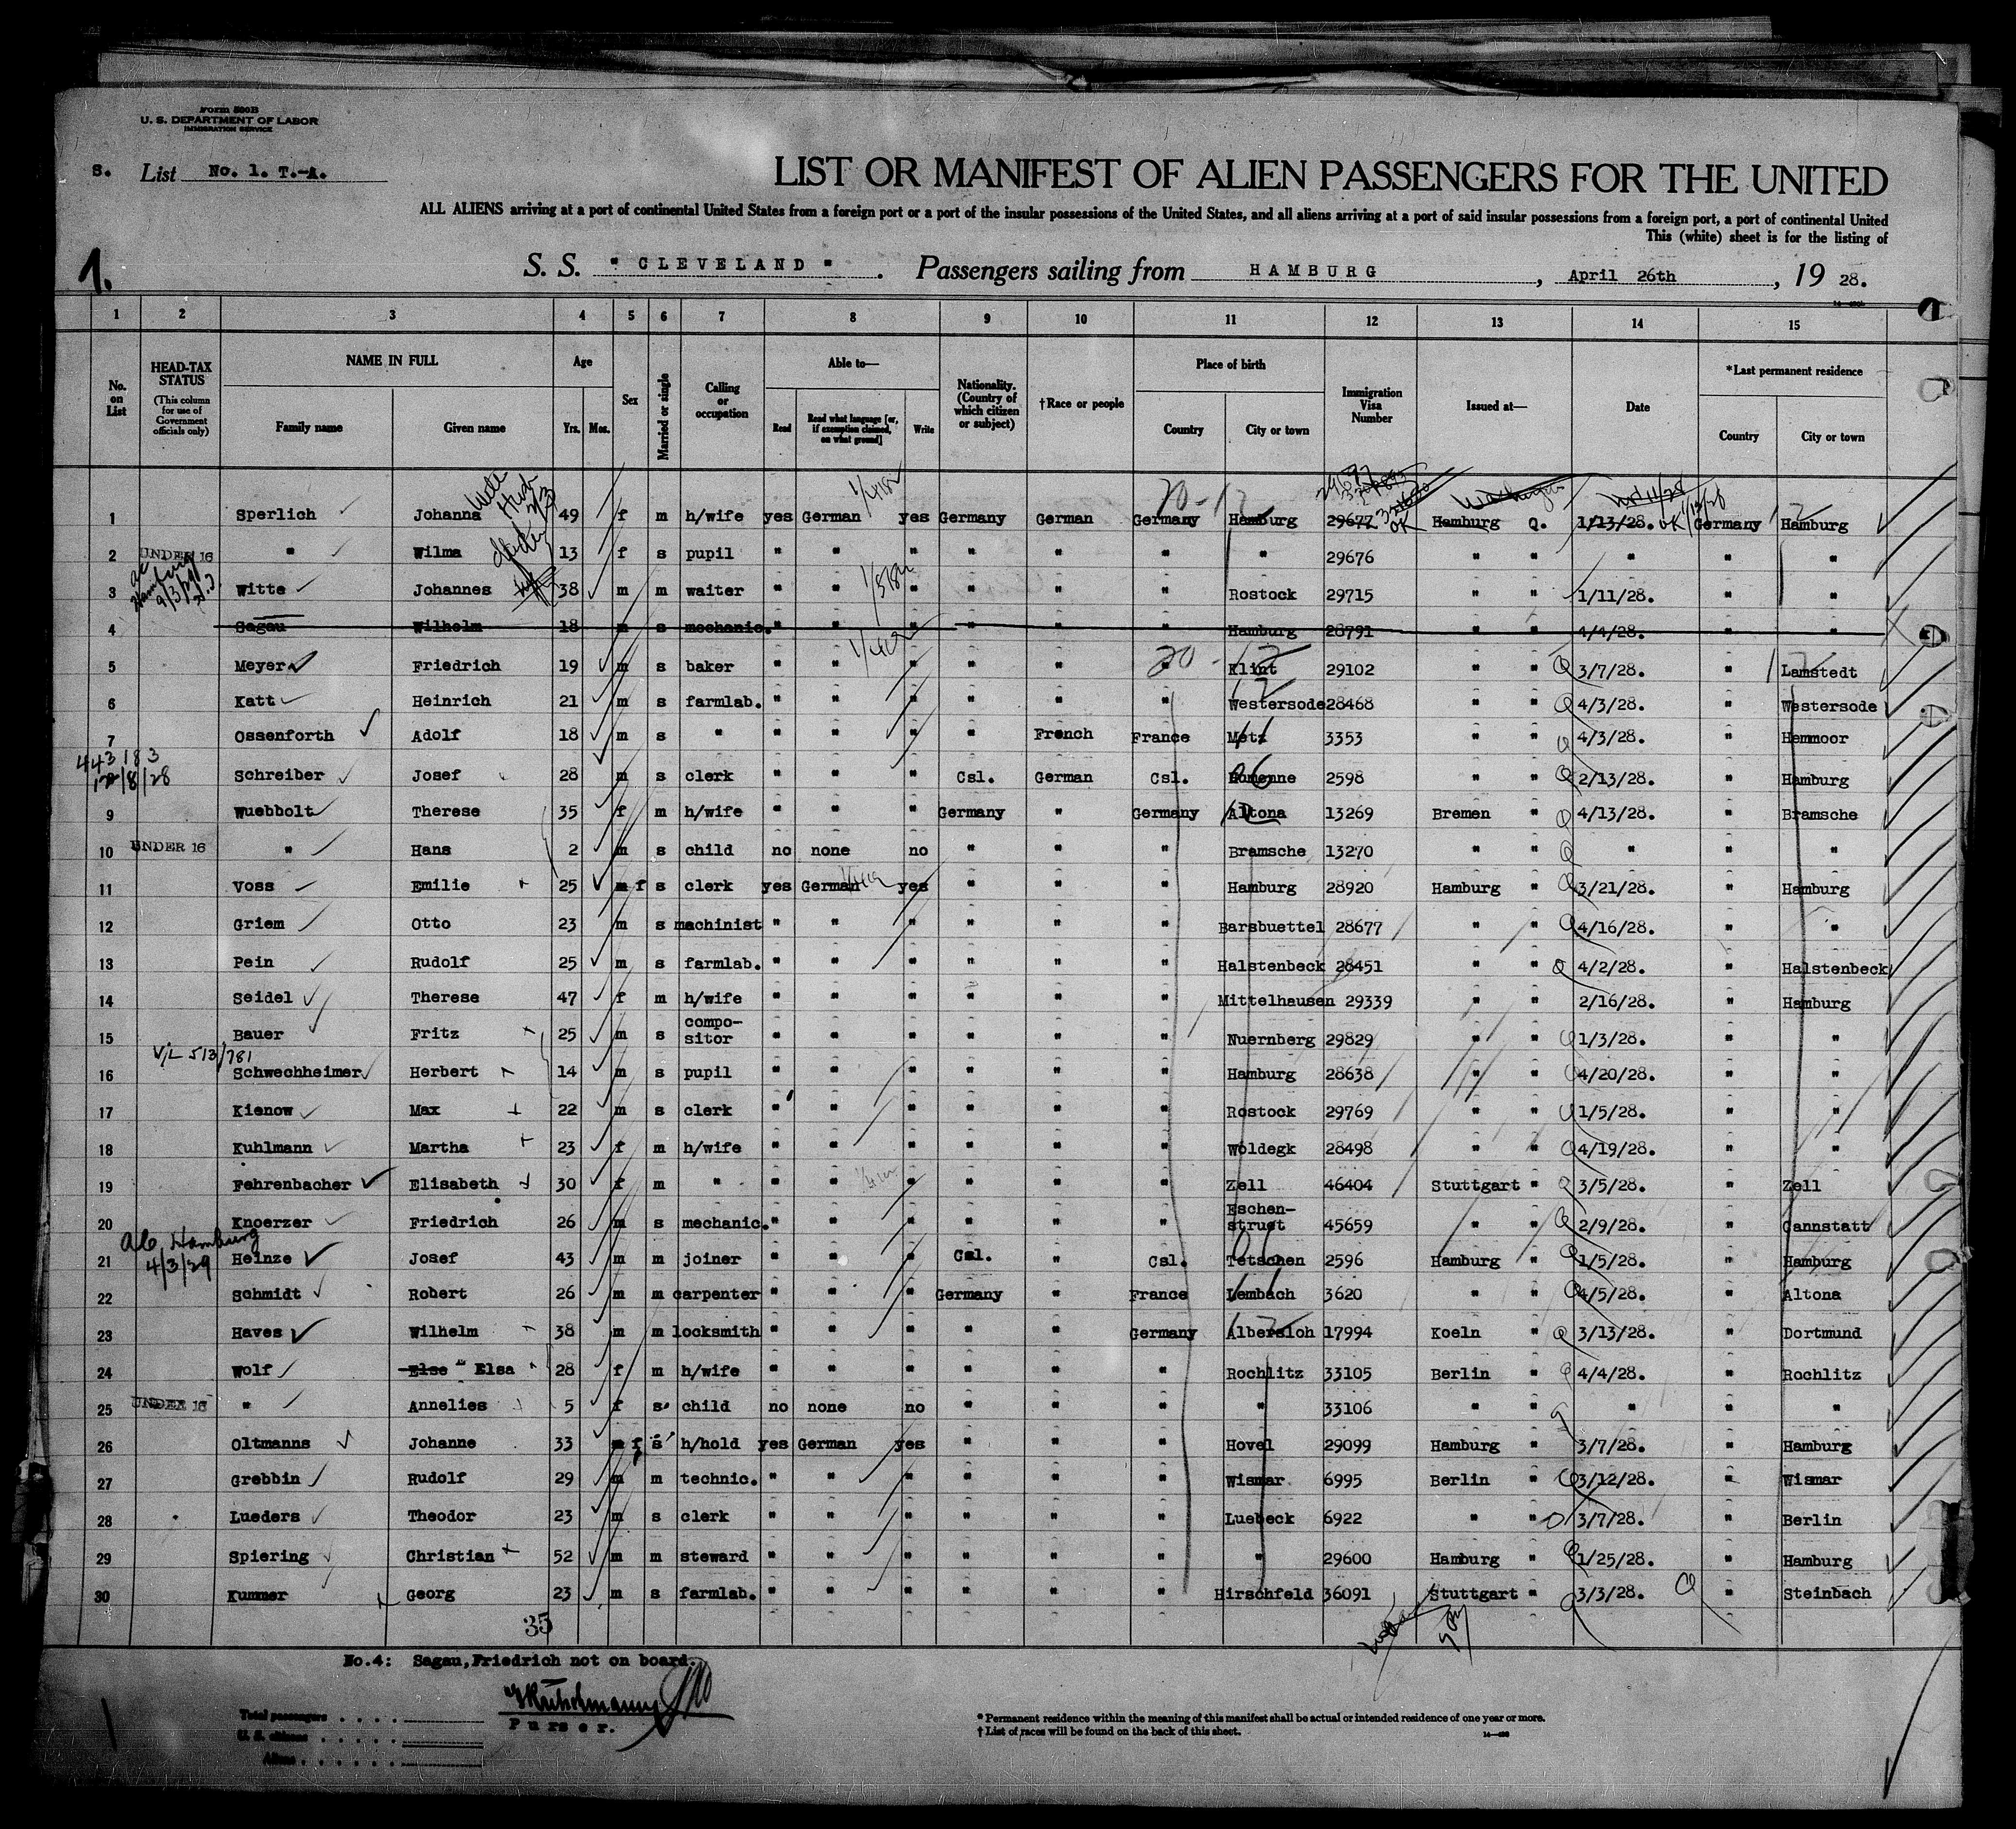 Form 500B
U. S. DEPARTMENT OF LABOR
IMMIGRATION SERVICE
S. List No. 1. T.-A.
LIST OR MANIFEST OF ALIEN PASSENGERS FOR THE UNITED
ALL ALIENS arriving at a port of continental United States from a foreign port or a port of the insular possessions of the United States, and all aliens arriving at a port of said insular possessions from a foreign port, a port of continental United
This (white) sheet is for the listing of
1.
S. S. " CLEVELAND " . Passengers sailing from HAMBURG , April 26th , 19 28.
1 2 3 4 5 6 7 8 9 10 11 12 13 14 15
No. on List
HEAD-TAX STATUS
(This column for use of Government officials only)
NAME IN FULL
Family name Given name
Age
Yrs. Mos.
Sex
Married or single
Calling or occupation
Able to—
Read Read what language [or, if exemption claimed, on what ground] Write
Nationality. (Country of which citizen or subject)
†Race or people
Place of birth
Country City or town
Immigration Visa Number
Issued at—
Date
*Last permanent residence
Country City or town
1 Sperlich Johanna 49 f m h/wife yes German yes Germany German Germany Hamburg 29677 OK Hamburg Q. 1/13/28. OK Germany Hamburg
2 UNDER 16 " Wilma 13 f s pupil " " " " " " " 29676 " " " " "
3 Witte Johannes 38 m m waiter " " " " " " Rostock 29715 " " 1/11/28. " "
4 Sagau Wilhelm 18 m s mechanic. " " " " " " Hamburg 28791 " " 4/4/28. " "
5 Meyer Friedrich 19 m s baker " " " " " " Klint 29102 " " 3/7/28. " Lamstedt
6 Katt Heinrich 21 m s farmlab. " " " " " " Westersode 28468 " " 4/3/28. " Westersode
7 Ossenforth Adolf 18 m s " " " " " French France Metz 3353 " " 4/3/28. " Hemmoor
443183
12/8/28 Schreiber Josef 28 m s clerk " " " Csl. German Csl. Homenne 2598 " " 2/13/28. " Hamburg
9 Wuebbolt Therese 35 f m h/wife " " " Germany " Germany Altona 13269 Bremen " 4/13/28. " Bramsche
10 UNDER 16 " Hans 2 m s child no none no " " " Bramsche 13270 " " " " "
11 Voss Emilie 25 m f s clerk yes German yes " " " Hamburg 28920 Hamburg " 3/21/28. " Hamburg
12 Griem Otto 23 m s machinist " " " " " " Barsbuettel 28677 " " 4/16/28. " "
13 Pein Rudolf 25 m s farmlab. " " " " " " Halstenbeck 28451 " " 4/2/28. " Halstenbeck
14 Seidel Therese 47 f m h/wife " " " " " " Mittelhausen 29339 " " 2/16/28. " Hamburg
15 Bauer Fritz 25 m s compo-sitor " " " " " " Nuernberg 29829 " " 1/3/28. " "
V/L 513/781
16 Schwechheimer Herbert 14 m s pupil " " " " " " Hamburg 28638 " " 4/20/28. " "
17 Kienow Max 22 m s clerk " " " " " " Rostock 29769 " " 1/5/28. " "
18 Kuhlmann Martha 23 f m h/wife " " " " " " Woldegk 28498 " " 4/19/28. " "
19 Fehrenbacher Elisabeth 30 f m " " " " " " " Zell 46404 Stuttgart " 3/5/28. " Zell
20 Knoerzer Friedrich 26 m s mechanic. " " " " " " Eschen-struet 45659 " " 2/9/28. " Cannstatt
Hamburg 4/3/29
21 Heinze Josef 43 m m joiner " " " Csl. " Csl. Tetschen 2596 Hamburg " 1/5/28. " Hamburg
22 Schmidt Robert 26 m m carpenter " " " Germany " France Lembach 3620 " " 4/5/28. " Altona
23 Haves Wilhelm 38 m m locksmith " " " " " Germany Albersloh 17994 Koeln " 3/13/28. " Dortmund
24 Wolf Else " Elsa 28 f m h/wife " " " " " " Rochlitz 33105 Berlin " 4/4/28. " Rochlitz
25 UNDER 16 " Annelies 5 f s child no none no " " " " 33106 " " " " "
26 Oltmanns Johanne 33 m f s h/hold yes German yes " " " Hovel 29099 Hamburg " 3/7/28. " Hamburg
27 Grebbin Rudolf 29 m m technic. " " " " " " Wismar 6995 Berlin " 3/12/28. " Wismar
28 Lueders Theodor 23 m s clerk " " " " " " Luebeck 6922 " " 3/7/28. " Berlin
29 Spiering Christian 52 m m steward " " " " " " " 29600 Hamburg " 1/25/28. " Hamburg
30 Kummer Georg 23 m s farmlab. " " " " " " Hirschfeld 36091 Stuttgart " 3/3/28. " Steinbach
35
No.4: Sagau,Friedrich not on board.
Purser.
Total passengers
U. S. citizens
Aliens
* Permanent residence within the meaning of this manifest shall be actual or intended residence of one year or more.
† List of races will be found on the back of this sheet.